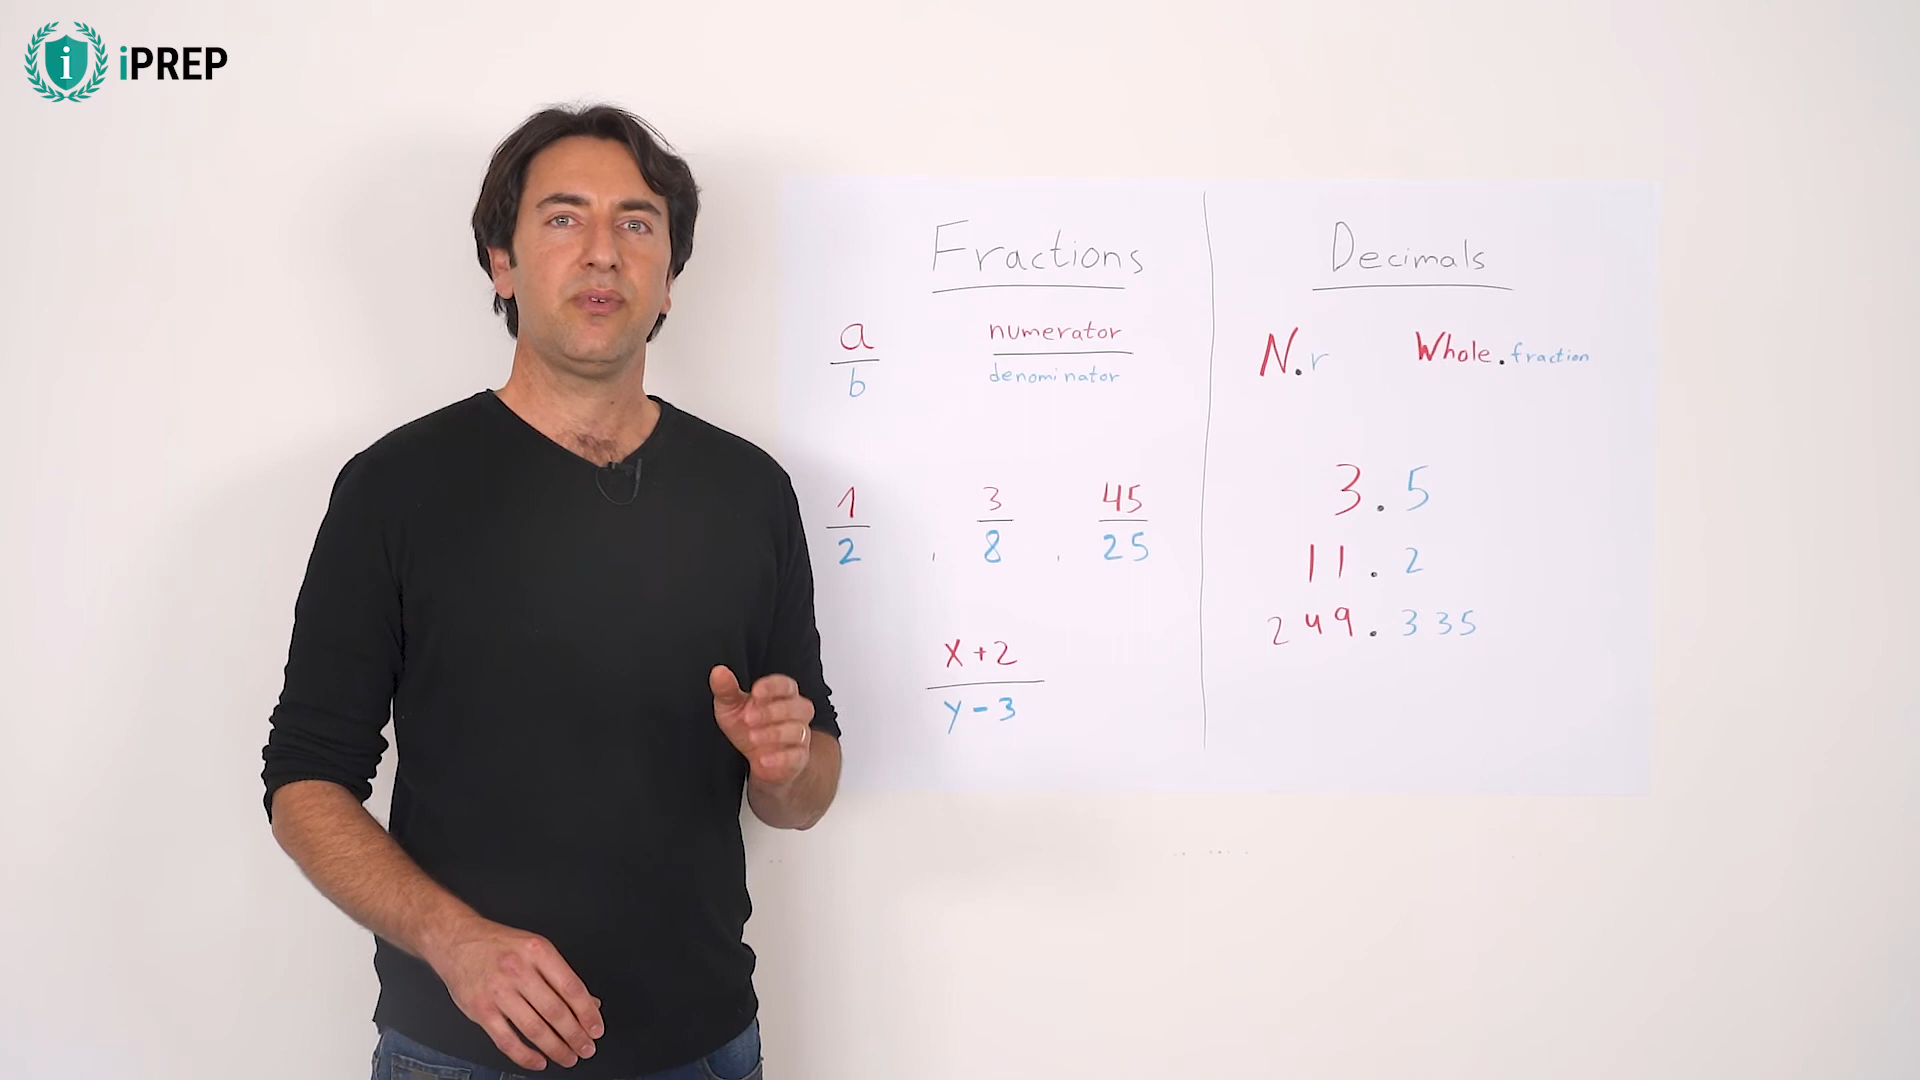 i iPREP
Fractions
a
b
numerator
denominator
1
2
,
3
8
,
45
25
x+2
y-3
Decimals
N.r
Whole.fraction
3.5
11.2
249.335